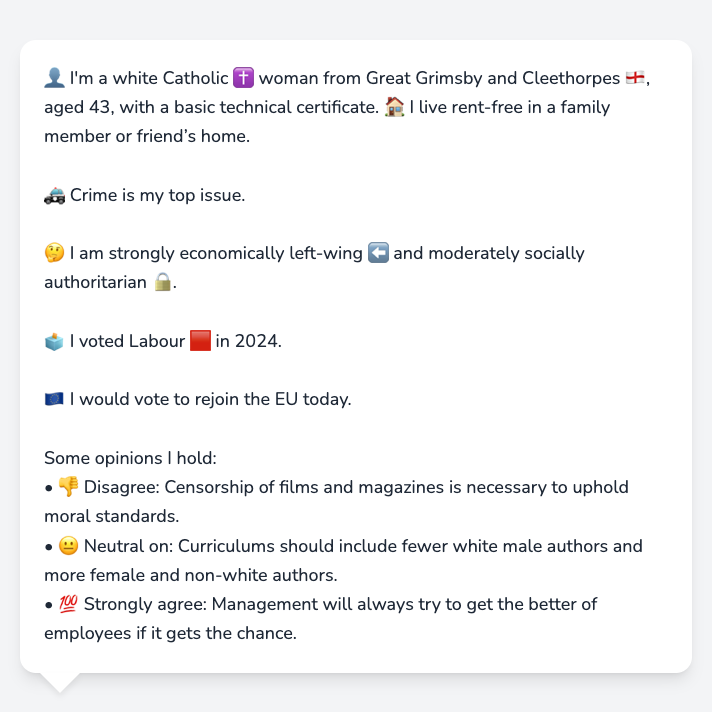 👤 I'm a white Catholic ✝️ woman from Great Grimsby and Cleethorpes 🏴󠁧󠁢󠁥󠁮󠁧󠁿,
aged 43, with a basic technical certificate. 🏠 I live rent-free in a family
member or friend’s home.
🚓 Crime is my top issue.
🤔 I am strongly economically left-wing ⬅️ and moderately socially
authoritarian 🔒.
🗳️ I voted Labour 🟥 in 2024.
🇪🇺 I would vote to rejoin the EU today.
Some opinions I hold:
• 👎 Disagree: Censorship of films and magazines is necessary to uphold
moral standards.
• 😐 Neutral on: Curriculums should include fewer white male authors and
more female and non-white authors.
• 💯 Strongly agree: Management will always try to get the better of
employees if it gets the chance.